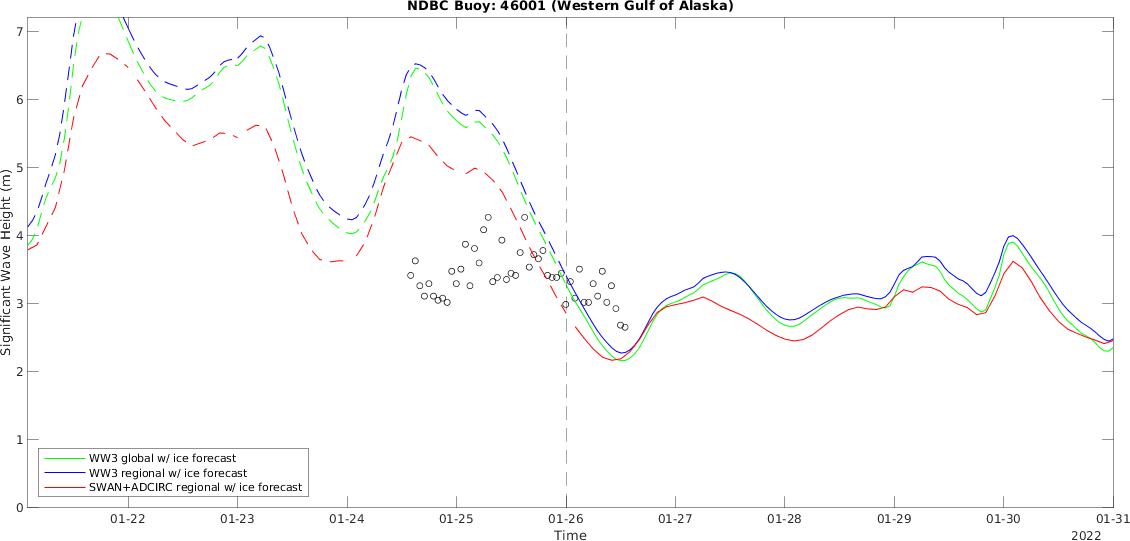 NDBC Buoy: 46001 (Western Gulf of Alaska)
7
6
5
4
3
2
1
0
Significant Wave Height (m)
WW3 global w/ ice forecast
WW3 regional w/ ice forecast
SWAN+ADCIRC regional w/ ice forecast
01-22 01-23 01-24 01-25 01-26 01-27 01-28 01-29 01-30 01-31
Time
2022